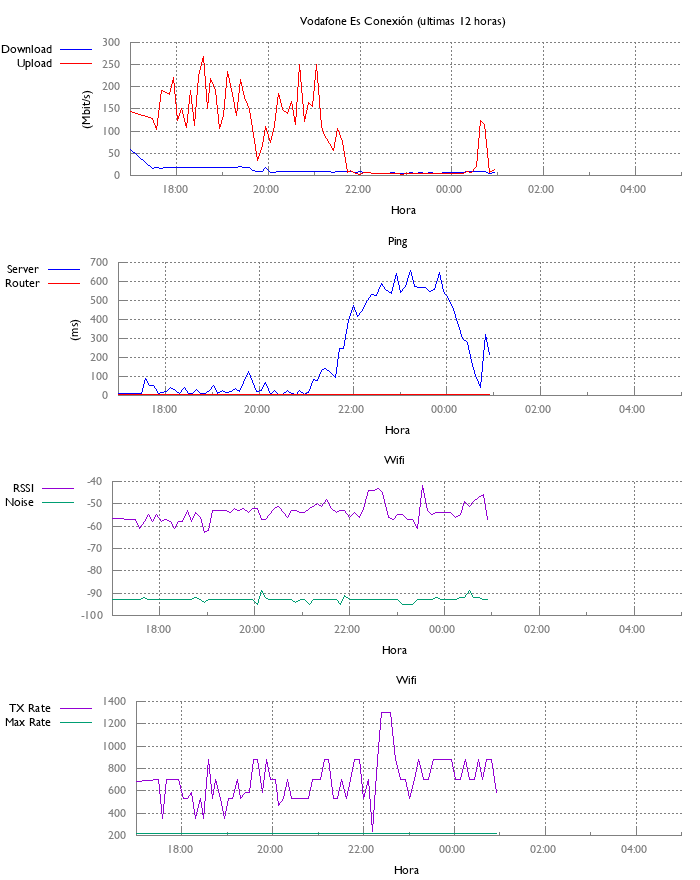 Vodafone Es Conexión (ultimas 12 horas)
Download
Upload
(Mbit/s)
300
250
200
150
100
50
0
18:00 20:00 22:00 00:00 02:00 04:00
Hora
Ping
Server
Router
(ms)
700
600
500
400
300
200
100
0
18:00 20:00 22:00 00:00 02:00 04:00
Hora
Wifi
RSSI
Noise
-40
-50
-60
-70
-80
-90
-100
18:00 20:00 22:00 00:00 02:00 04:00
Hora
Wifi
TX Rate
Max Rate
1400
1200
1000
800
600
400
200
18:00 20:00 22:00 00:00 02:00 04:00
Hora